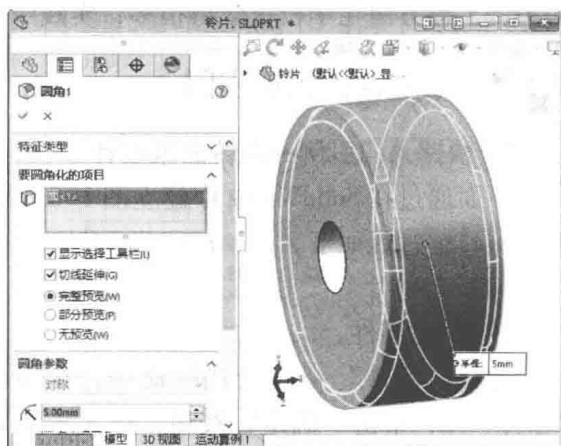 铃片.SLDPRT *
铃片 (默认<<默认>_显...
圆角1
特征类型
要圆角化的项目
显示选择工具栏(L)
切线延伸(G)
完整预览(W)
部分预览(P)
无预览(W)
圆角参数
对称
5.00mm
半径: 5mm
模型 3D 视图 运动算例 1